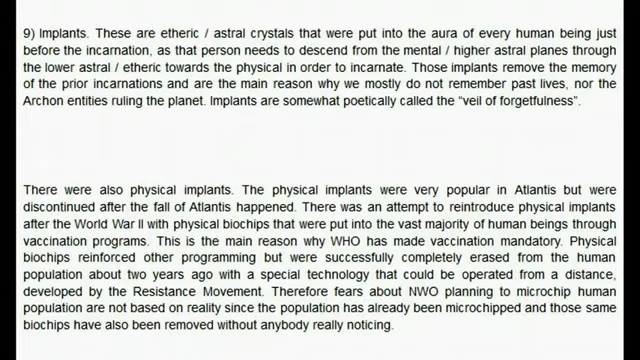 9) Implants. These are etheric / astral crystals that were put into the aura of every human being just
before the incarnation, as that person needs to descend from the mental / higher astral planes through
the lower astral / etheric towards the physical in order to incarnate. Those implants remove the memory
of the prior incarnations and are the main reason why we mostly do not remember past lives, nor the
Archon entities ruling the planet. Implants are somewhat poetically called the “veil of forgetfulness”.
There were also physical implants. The physical implants were very popular in Atlantis but were
discontinued after the fall of Atlantis happened. There was an attempt to reintroduce physical implants
after the World War II with physical biochips that were put into the vast majority of human beings through
vaccination programs. This is the main reason why WHO has made vaccination mandatory. Physical
biochips reinforced other programming but were successfully completely erased from the human
population about two years ago with a special technology that could be operated from a distance,
developed by the Resistance Movement. Therefore fears about NWO planning to microchip human
population are not based on reality since the population has already been microchipped and those same
biochips have also been removed without anybody really noticing.